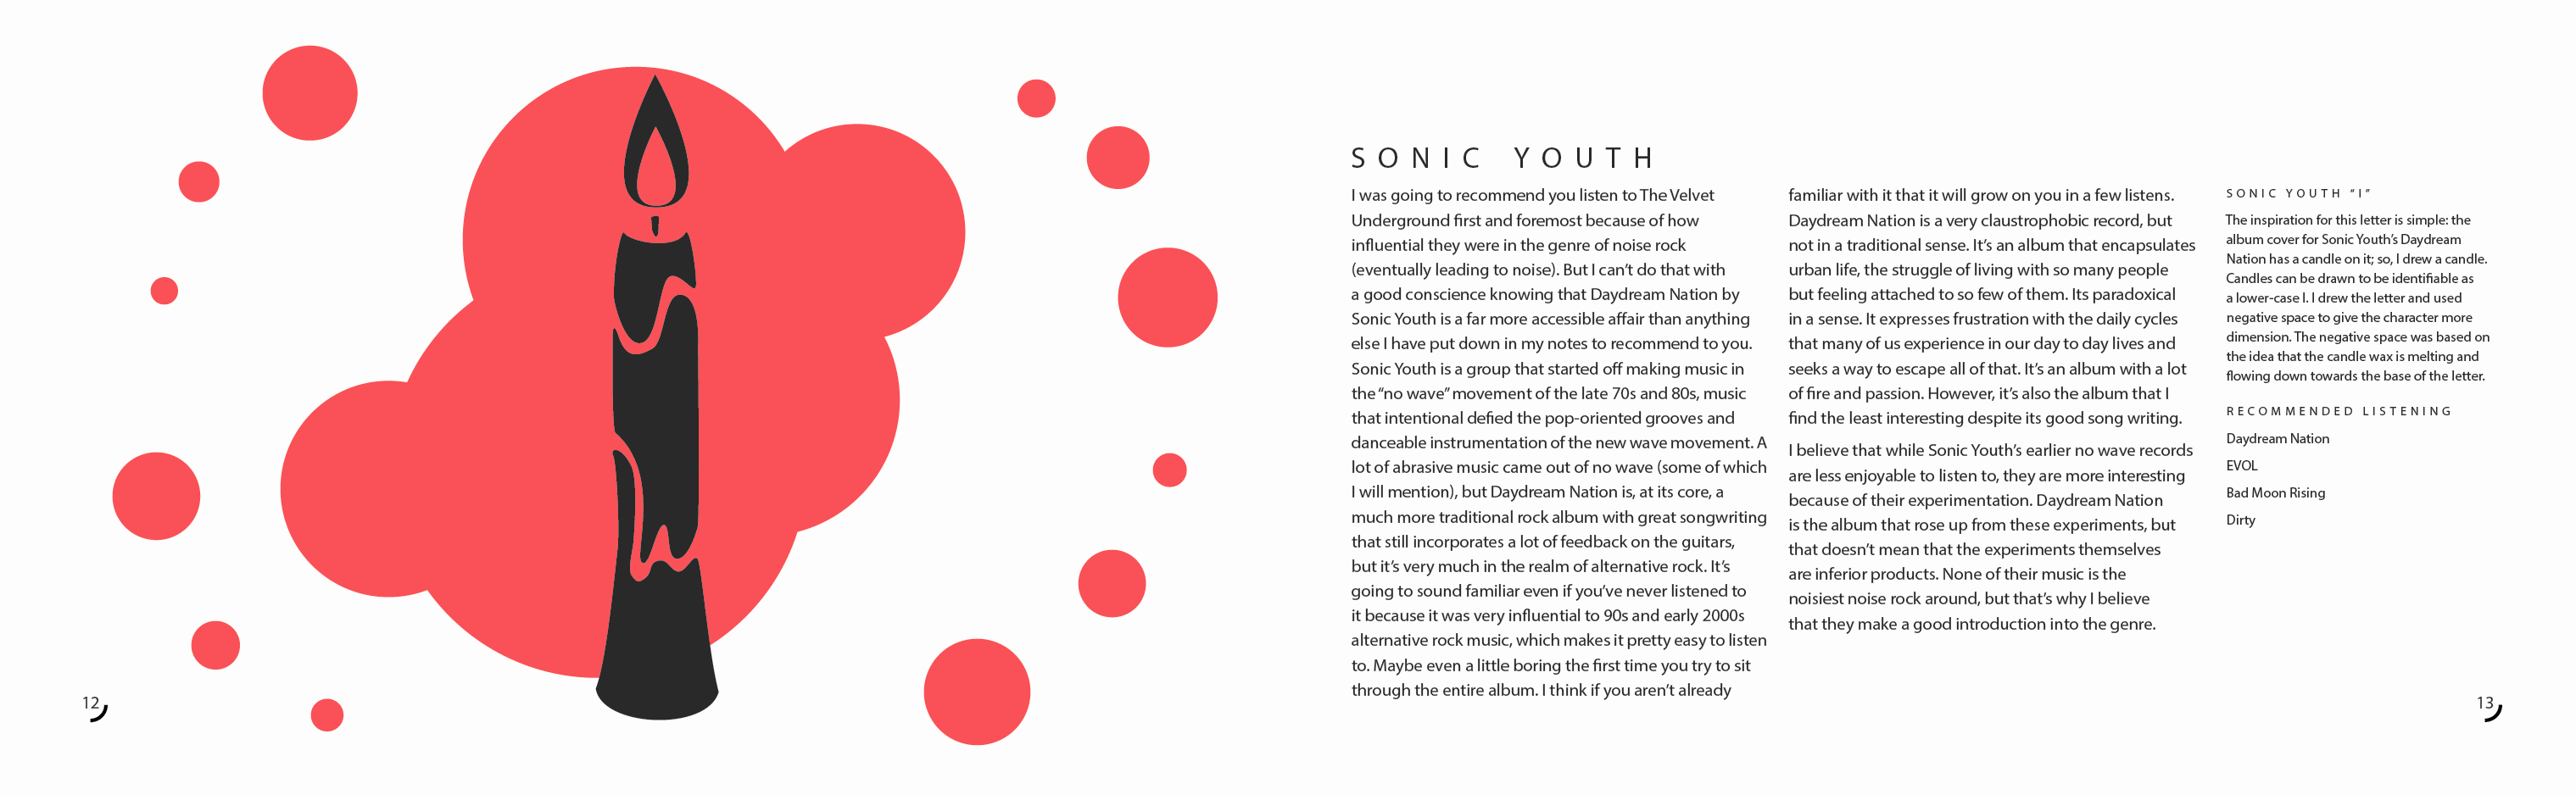 SONIC YOUTH
I was going to recommend you listen to The Velvet
Underground first and foremost because of how
influential they were in the genre of noise rock
(eventually leading to noise). But I can’t do that with
a good conscience knowing that Daydream Nation by
Sonic Youth is a far more accessible affair than anything
else I have put down in my notes to recommend to you.
Sonic Youth is a group that started off making music in
the “no wave” movement of the late 70s and 80s, music
that intentional defied the pop-oriented grooves and
danceable instrumentation of the new wave movement. A
lot of abrasive music came out of no wave (some of which
I will mention), but Daydream Nation is, at its core, a
much more traditional rock album with great songwriting
that still incorporates a lot of feedback on the guitars,
but it’s very much in the realm of alternative rock. It’s
going to sound familiar even if you’ve never listened to
it because it was very influential to 90s and early 2000s
alternative rock music, which makes it pretty easy to listen
to. Maybe even a little boring the first time you try to sit
through the entire album. I think if you aren’t already
familiar with it that it will grow on you in a few listens.
Daydream Nation is a very claustrophobic record, but
not in a traditional sense. It’s an album that encapsulates
urban life, the struggle of living with so many people
but feeling attached to so few of them. Its paradoxical
in a sense. It expresses frustration with the daily cycles
that many of us experience in our day to day lives and
seeks a way to escape all of that. It’s an album with a lot
of fire and passion. However, it’s also the album that I
find the least interesting despite its good song writing.
I believe that while Sonic Youth’s earlier no wave records
are less enjoyable to listen to, they are more interesting
because of their experimentation. Daydream Nation
is the album that rose up from these experiments, but
that doesn’t mean that the experiments themselves
are inferior products. None of their music is the
noisiest noise rock around, but that’s why I believe
that they make a good introduction into the genre.
SONIC YOUTH “I”
The inspiration for this letter is simple: the
album cover for Sonic Youth’s Daydream
Nation has a candle on it; so, I drew a candle.
Candles can be drawn to be identifiable as
a lower-case I. I drew the letter and used
negative space to give the character more
dimension. The negative space was based on
the idea that the candle wax is melting and
flowing down towards the base of the letter.
RECOMMENDED LISTENING
Daydream Nation
EVOL
Bad Moon Rising
Dirty
12
13